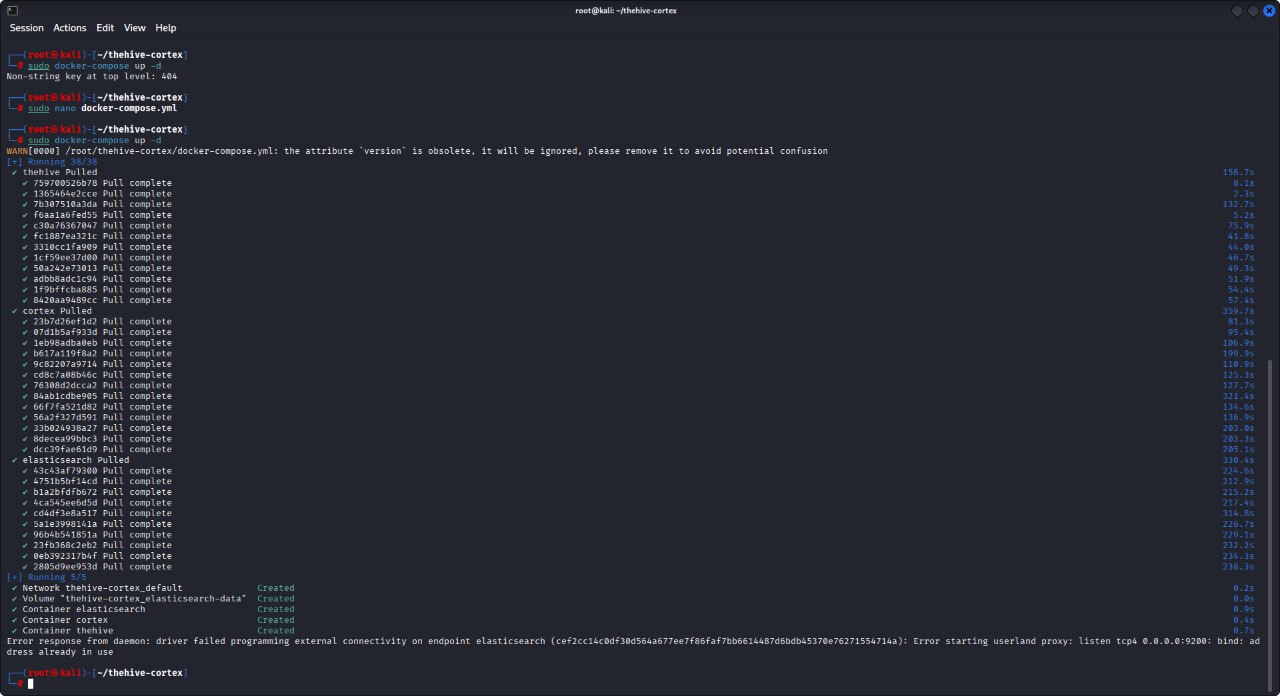 root@kali: ~/thehive-cortex
Session Actions Edit View Help
┌──(root㉿kali)-[~/thehive-cortex]
└─# sudo docker-compose up -d
Non-string key at top level: 404
┌──(root㉿kali)-[~/thehive-cortex]
└─# sudo nano docker-compose.yml
┌──(root㉿kali)-[~/thehive-cortex]
└─# sudo docker-compose up -d
WARN[0000] /root/thehive-cortex/docker-compose.yml: the attribute `version` is obsolete, it will be ignored, please remove it to avoid potential confusion
[+] Running 38/38
✔ thehive Pulled 156.7s
✔ 759700526b78 Pull complete 8.1s
✔ 1365464e2cce Pull complete 2.3s
✔ 7b307510a3da Pull complete 132.7s
✔ f6aa1a6fed55 Pull complete 5.2s
✔ c30a76367047 Pull complete 75.9s
✔ fc1887ea321c Pull complete 41.8s
✔ 3310cc1fa909 Pull complete 44.0s
✔ 1cf59ee37d00 Pull complete 46.7s
✔ 50a242e73013 Pull complete 49.3s
✔ adbb8adc1c94 Pull complete 51.9s
✔ 1f9bffcba885 Pull complete 54.4s
✔ 8420aa9489cc Pull complete 57.4s
✔ cortex Pulled 359.7s
✔ 23b7d26ef1d2 Pull complete 81.3s
✔ 07d1b5af933d Pull complete 95.4s
✔ 1eb98adba0eb Pull complete 106.9s
✔ b617a119f8a2 Pull complete 199.9s
✔ 9c82207a9714 Pull complete 110.9s
✔ cd8c7a08b46c Pull complete 125.3s
✔ 76308d2dcca2 Pull complete 127.7s
✔ 84ab1cdbe905 Pull complete 321.4s
✔ 66f7fa521d82 Pull complete 134.6s
✔ 56a2f327d591 Pull complete 136.9s
✔ 33b024938a27 Pull complete 203.0s
✔ 8decea99bbc3 Pull complete 203.3s
✔ dcc39fae61d9 Pull complete 205.1s
✔ elasticsearch Pulled 330.4s
✔ 43c43af79300 Pull complete 224.6s
✔ 4751b5bf14cd Pull complete 212.9s
✔ b1a2bfdfb672 Pull complete 215.2s
✔ 4ca545ee6d5d Pull complete 217.4s
✔ cd4df3e8a517 Pull complete 314.8s
✔ 5a1e3998141a Pull complete 226.7s
✔ 96b4b541851a Pull complete 229.1s
✔ 23fb368c2eb2 Pull complete 232.2s
✔ 0eb392317b4f Pull complete 234.3s
✔ 2805d9ee953d Pull complete 238.3s
[+] Running 5/5
✔ Network thehive-cortex_default Created 0.2s
✔ Volume "thehive-cortex_elasticsearch-data" Created 0.0s
✔ Container elasticsearch Created 0.9s
✔ Container cortex Created 0.4s
✔ Container thehive Created 0.7s
Error response from daemon: driver failed programming external connectivity on endpoint elasticsearch (cef2cc14c0df30d564a677ee7f86faf7bb6614487d6bdb45370e76271554714a): Error starting userland proxy: listen tcp4 0.0.0.0:9200: bind: ad
dress already in use
┌──(root㉿kali)-[~/thehive-cortex]
└─#